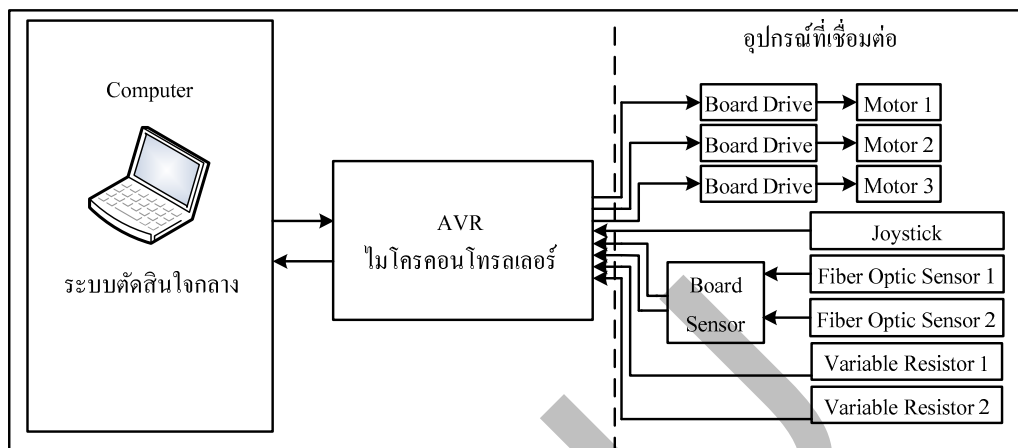 อุปกรณ์ที่เชื่อมต่อ
Computer
ระบบตัดสินใจกลาง
AVR
ไมโครคอนโทรลเลอร์
Board Drive
Motor 1
Board Drive
Motor 2
Board Drive
Motor 3
Joystick
Board
Sensor
Fiber Optic Sensor 1
Fiber Optic Sensor 2
Variable Resistor 1
Variable Resistor 2